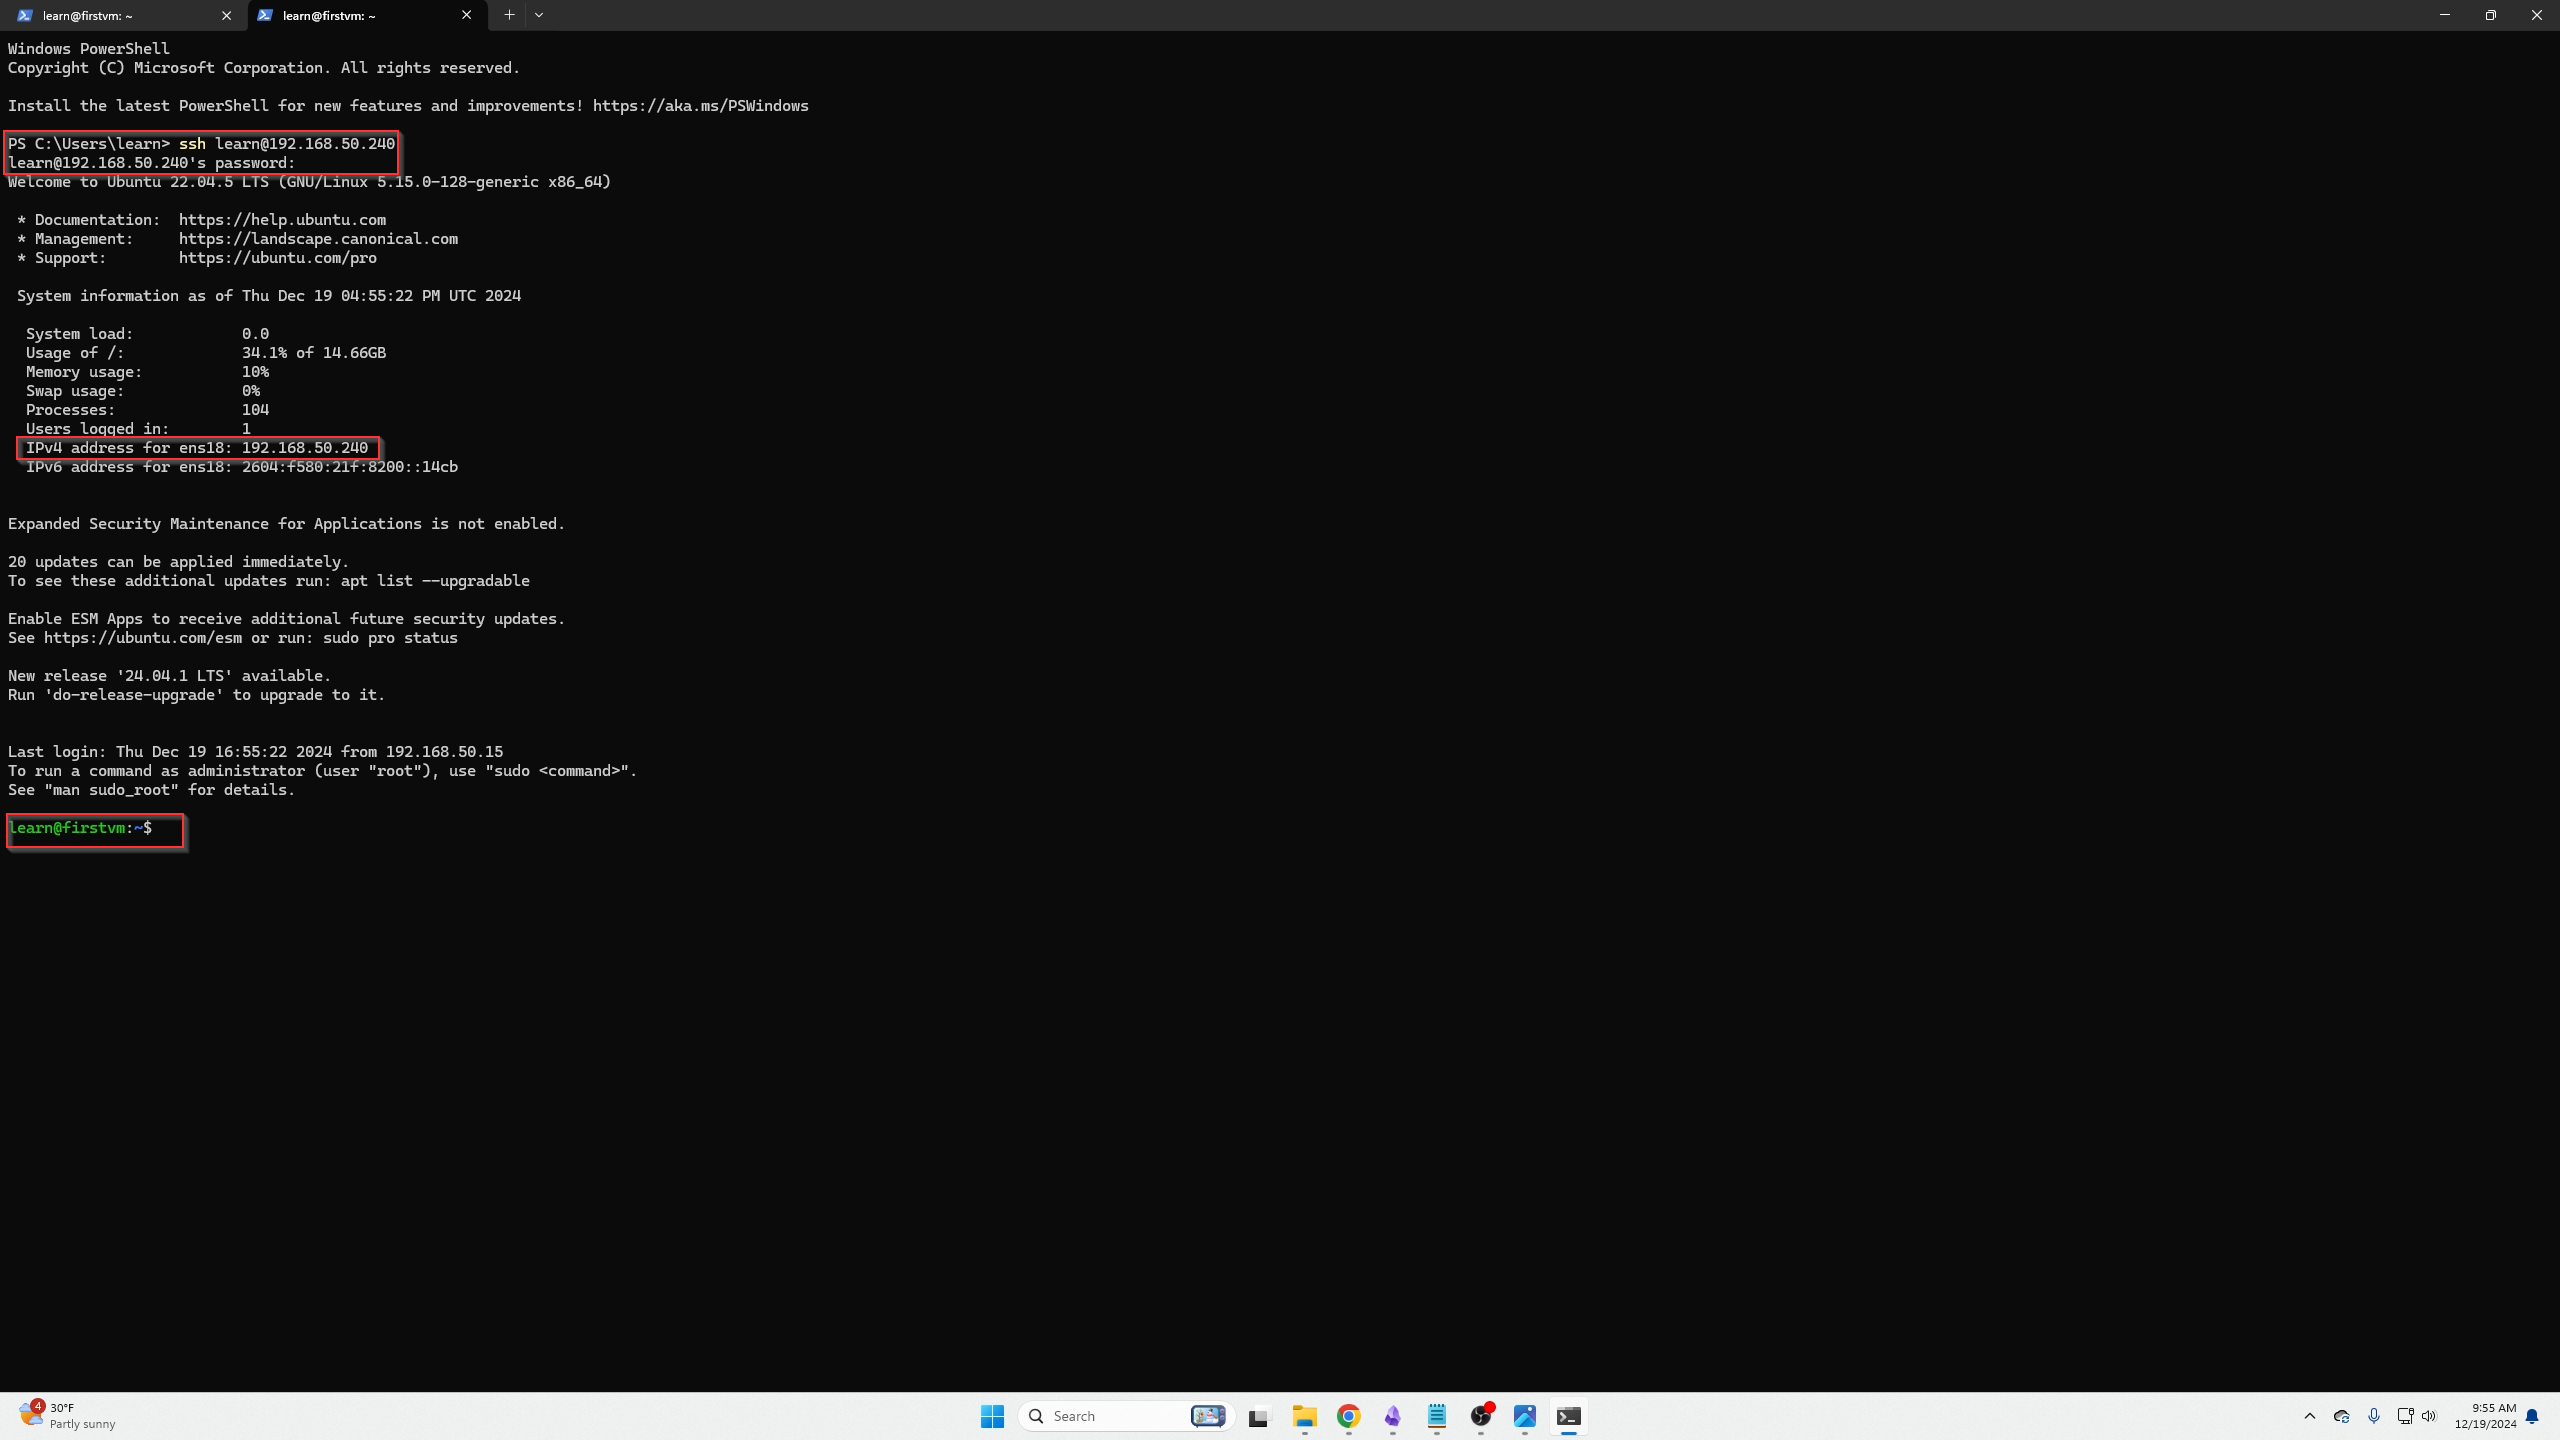 learn@firstvm: ~
learn@firstvm: ~
Windows PowerShell
Copyright (C) Microsoft Corporation. All rights reserved.
Install the latest PowerShell for new features and improvements! https://aka.ms/PSWindows
PS C:\Users\learn> ssh learn@192.168.50.240
learn@192.168.50.240's password:
Welcome to Ubuntu 22.04.5 LTS (GNU/Linux 5.15.0-128-generic x86_64)
* Documentation:  https://help.ubuntu.com
* Management:     https://landscape.canonical.com
* Support:        https://ubuntu.com/pro
System information as of Thu Dec 19 04:55:22 PM UTC 2024
System load:            0.0
Usage of /:             34.1% of 14.66GB
Memory usage:           10%
Swap usage:             0%
Processes:              104
Users logged in:        1
IPv4 address for ens18: 192.168.50.240
IPv6 address for ens18: 2604:f580:21f:8200::14cb
Expanded Security Maintenance for Applications is not enabled.
20 updates can be applied immediately.
To see these additional updates run: apt list --upgradable
Enable ESM Apps to receive additional future security updates.
See https://ubuntu.com/esm or run: sudo pro status
New release '24.04.1 LTS' available.
Run 'do-release-upgrade' to upgrade to it.
Last login: Thu Dec 19 16:55:22 2024 from 192.168.50.15
To run a command as administrator (user "root"), use "sudo <command>".
See "man sudo_root" for details.
learn@firstvm:~$
4
30°F
Partly sunny
Search
9:55 AM
12/19/2024